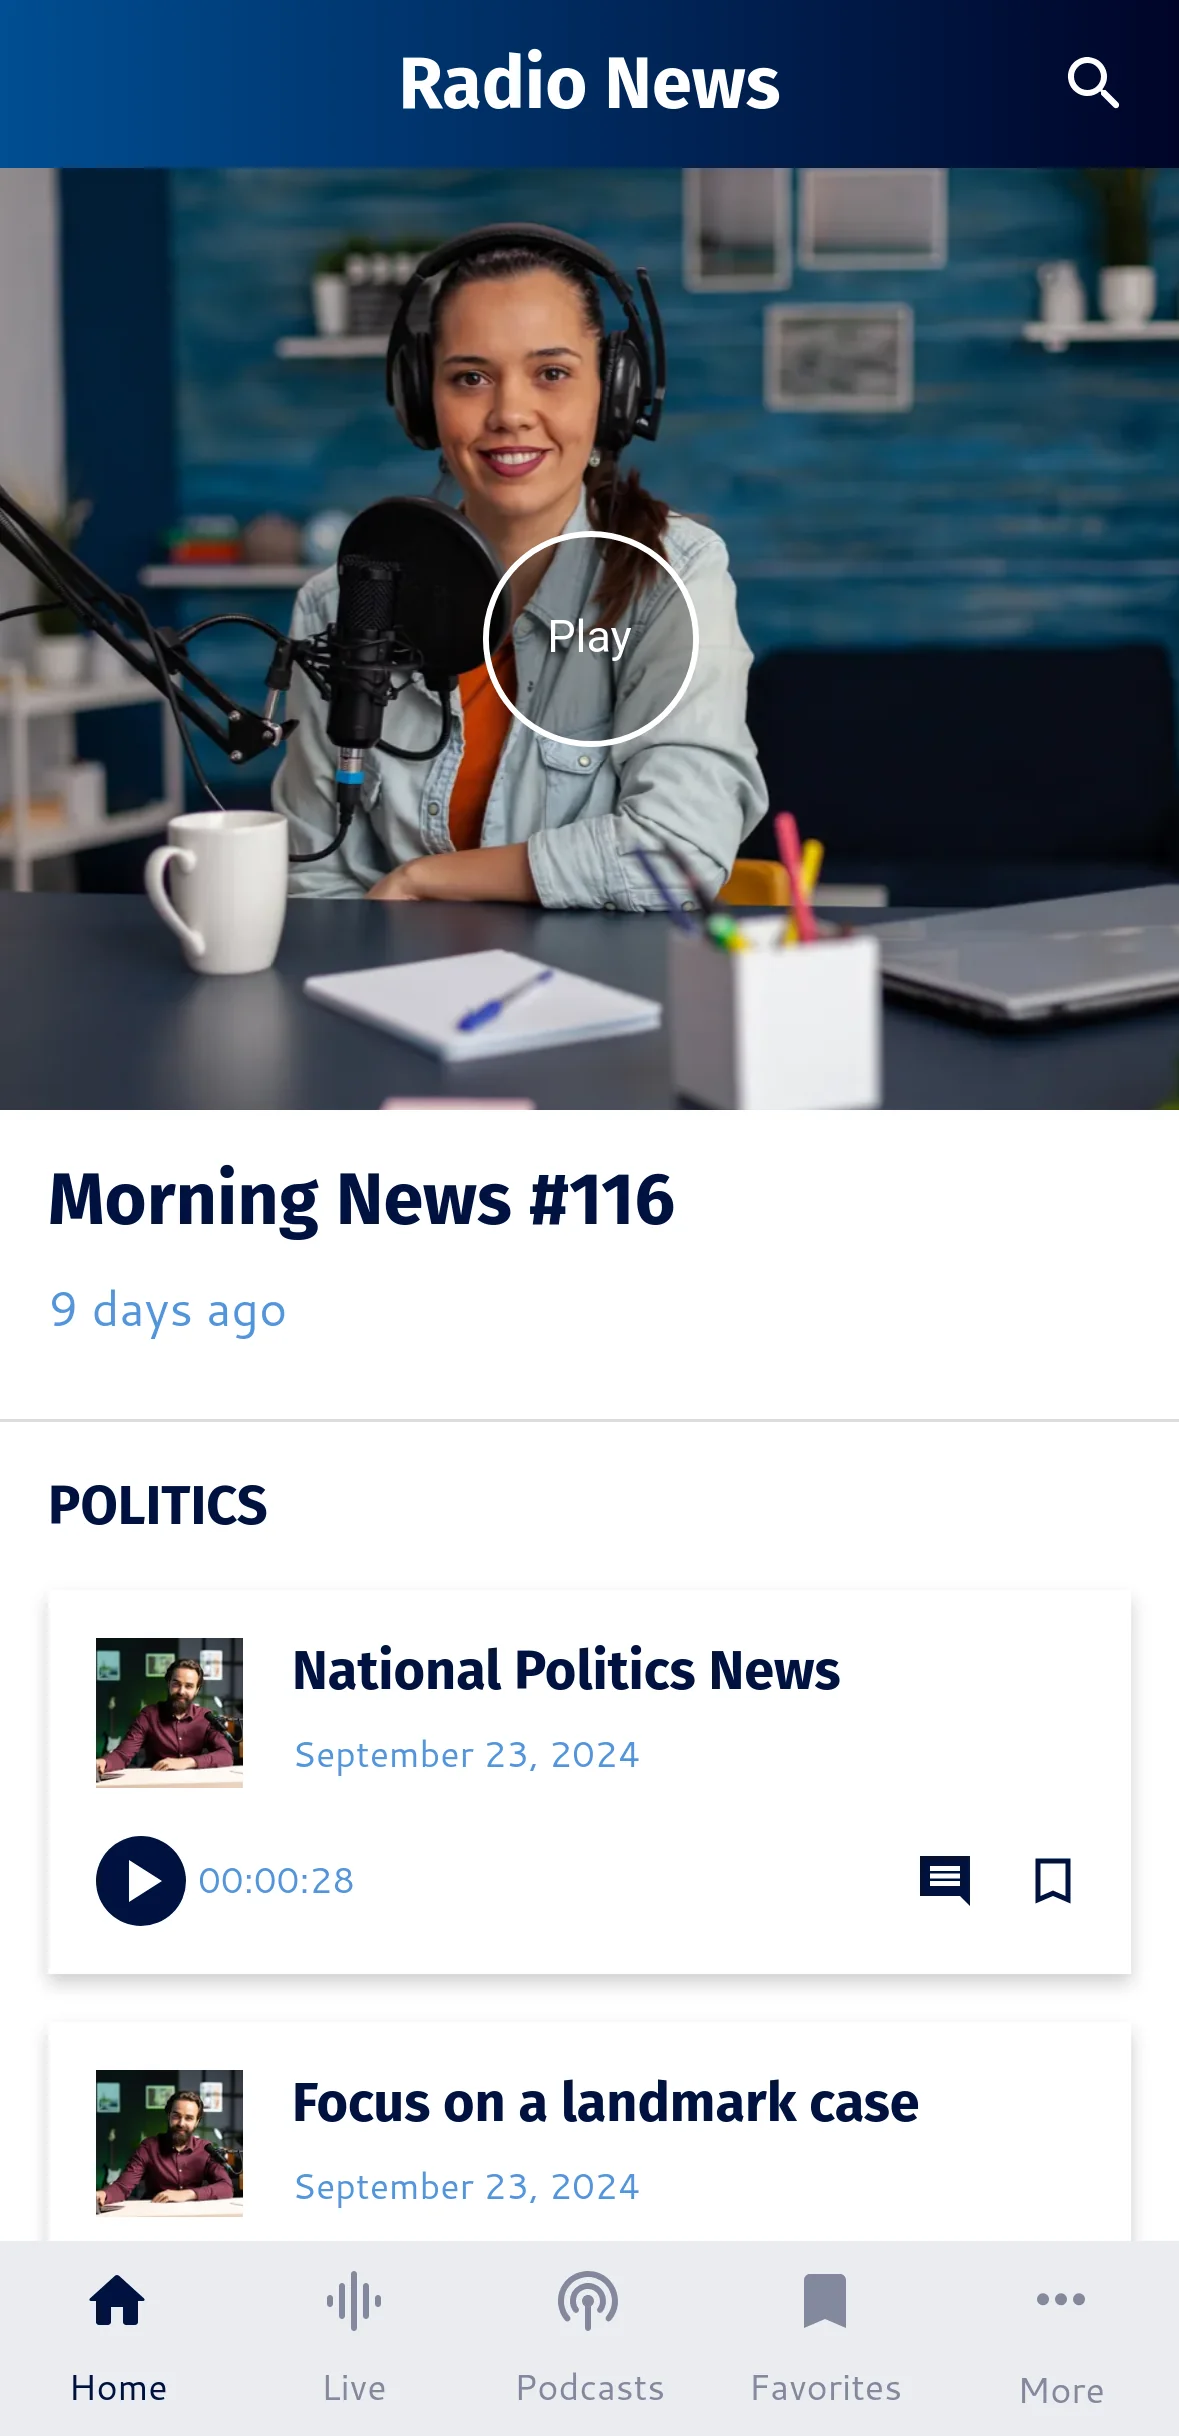 Radio News
Play
Morning News #116
9 days ago
POLITICS
National Politics News
September 23, 2024
00:00:28
Focus on a landmark case
September 23, 2024
Home
Live
Podcasts
Favorites
More